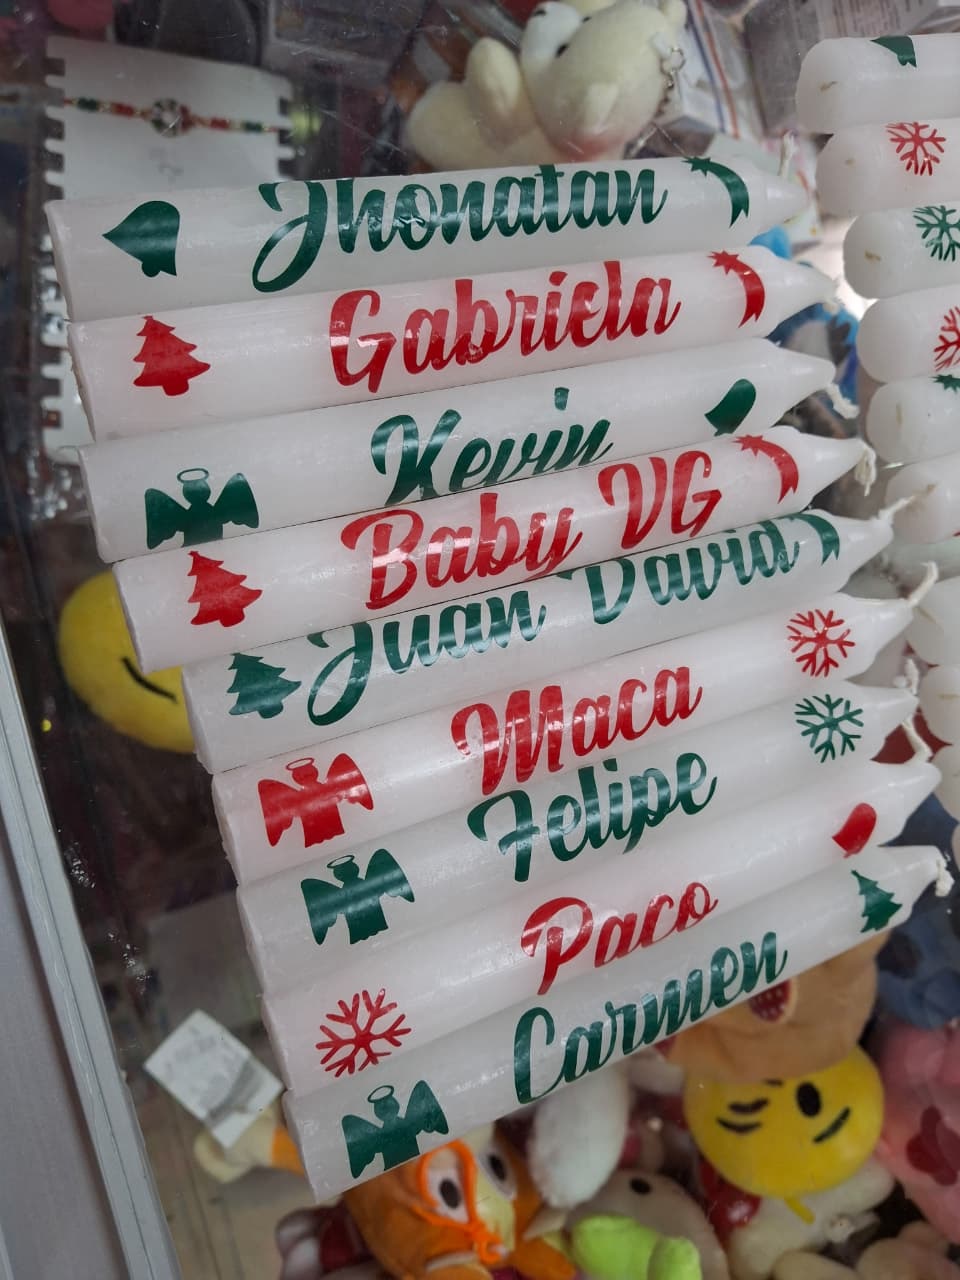 Jhonatan
Gabriela
Kevin
Baby VG
Juan David
Maca
Felipe
Paco
Carmen